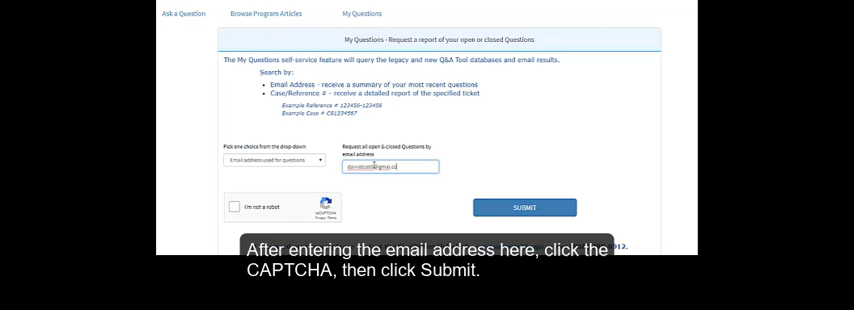 Ask a Question Browse Program Articles My Questions
My Questions - Request a report of your open or closed Questions
The My Questions self-service feature will query the legacy and new Q&A Tool databases and email results.
Search by:
• Email Address - receive a summary of your most recent questions
• Case/Reference # - receive a detailed report of the specified ticket
Example Reference # 123456-123456
Example Case # CS1234567
Pick one choice from the drop-down
Request all open & closed Questions by
email address
Email address used for questions
I'm not a robot
reCAPTCHA
Privacy - Terms
SUBMIT
2012.
After entering the email address here, click the
CAPTCHA, then click Submit.